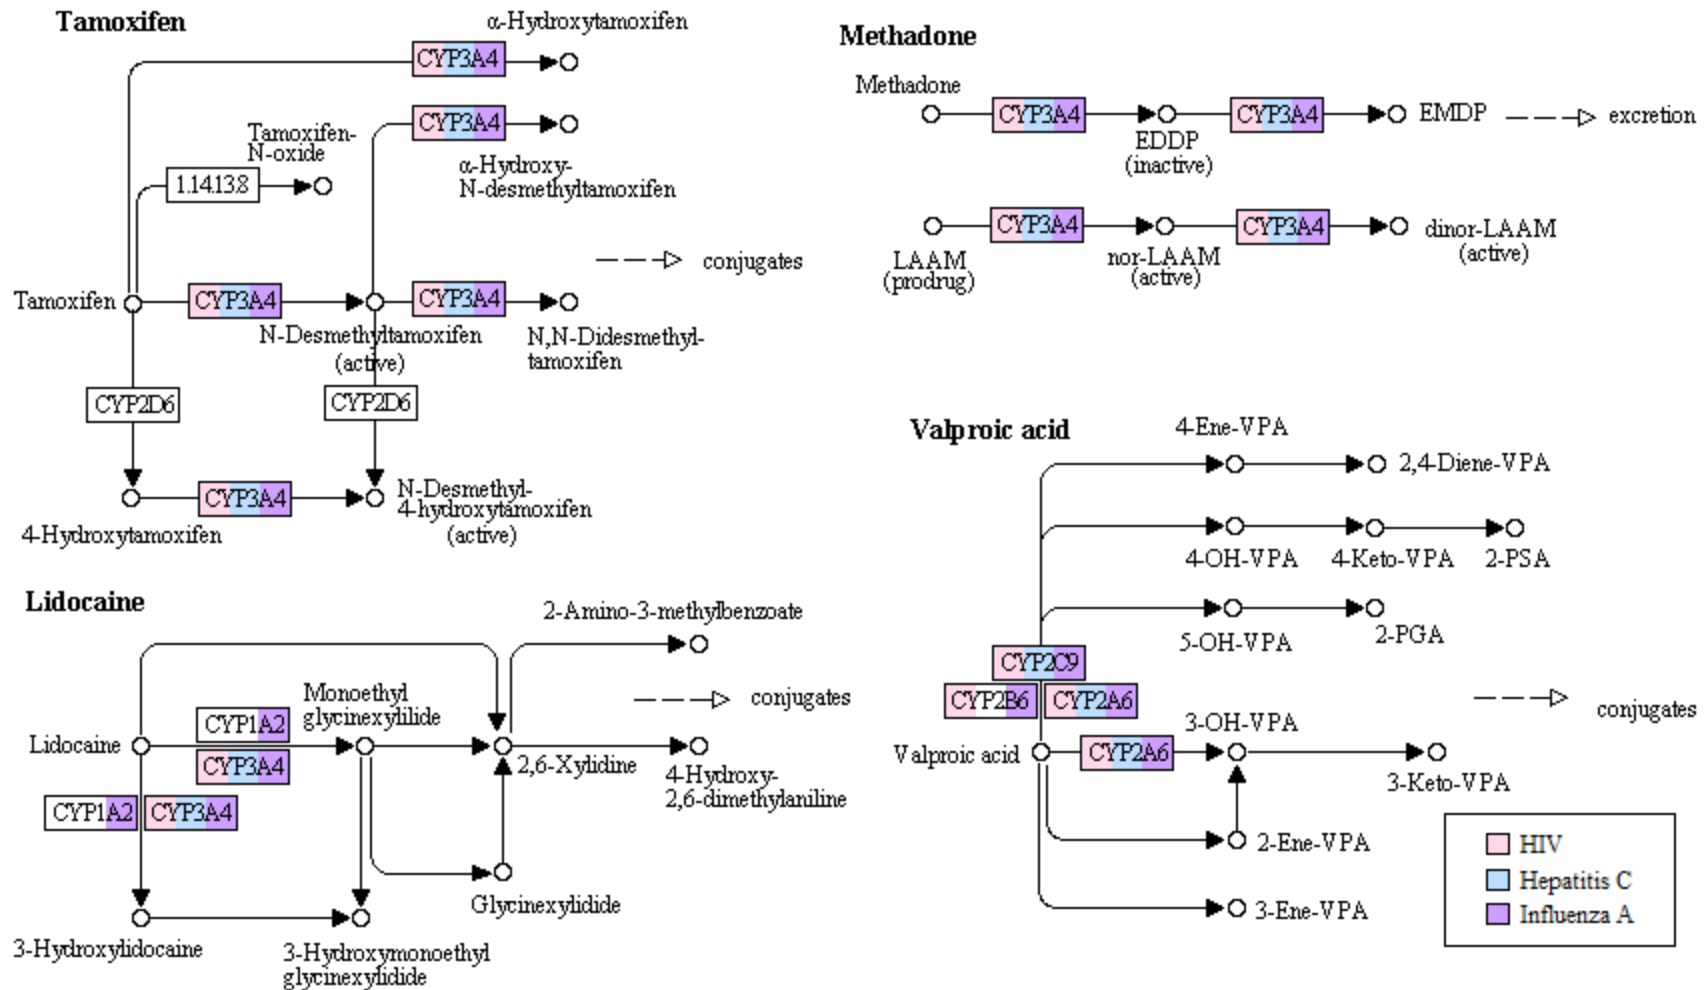 Tamoxifen
α-Hydroxytamoxifen
CYP3A4
CYP3A4
Tamoxifen-
N-oxide
α-Hydroxy-
N-desmethyltamoxifen
1.14.13.8
conjugates
Tamoxifen
CYP3A4
CYP3A4
N-Desmethyltamoxifen
(active)
N,N-Didesmethyl-
tamoxifen
CYP2D6
CYP2D6
CYP3A4
N-Desmethyl-
4-hydroxytamoxifen
(active)
4-Hydroxytamoxifen
Methadone
Methadone
CYP3A4
CYP3A4
EMDP
excretion
EDDP
(inactive)
CYP3A4
CYP3A4
LAAM
(prodrug)
nor-LAAM
(active)
dinor-LAAM
(active)
Lidocaine
2-Amino-3-methylbenzoate
Monoethyl
glycinexylilide
conjugates
CYP1A2
Lidocaine
CYP3A4
2,6-Xylidine
4-Hydroxy-
2,6-dimethylaniline
CYP1A2
CYP3A4
Glycinexylidide
3-Hydroxylidocaine
3-Hydroxymonoethyl
glycinexylidide
Valproic acid
4-Ene-VPA
2,4-Diene-VPA
4-OH-VPA
4-Keto-VPA
2-PSA
5-OH-VPA
2-PGA
CYP2C9
CYP2B6
CYP2A6
conjugates
3-OH-VPA
Valproic acid
CYP2A6
3-Keto-VPA
2-Ene-VPA
3-Ene-VPA
HIV
Hepatitis C
Influenza A